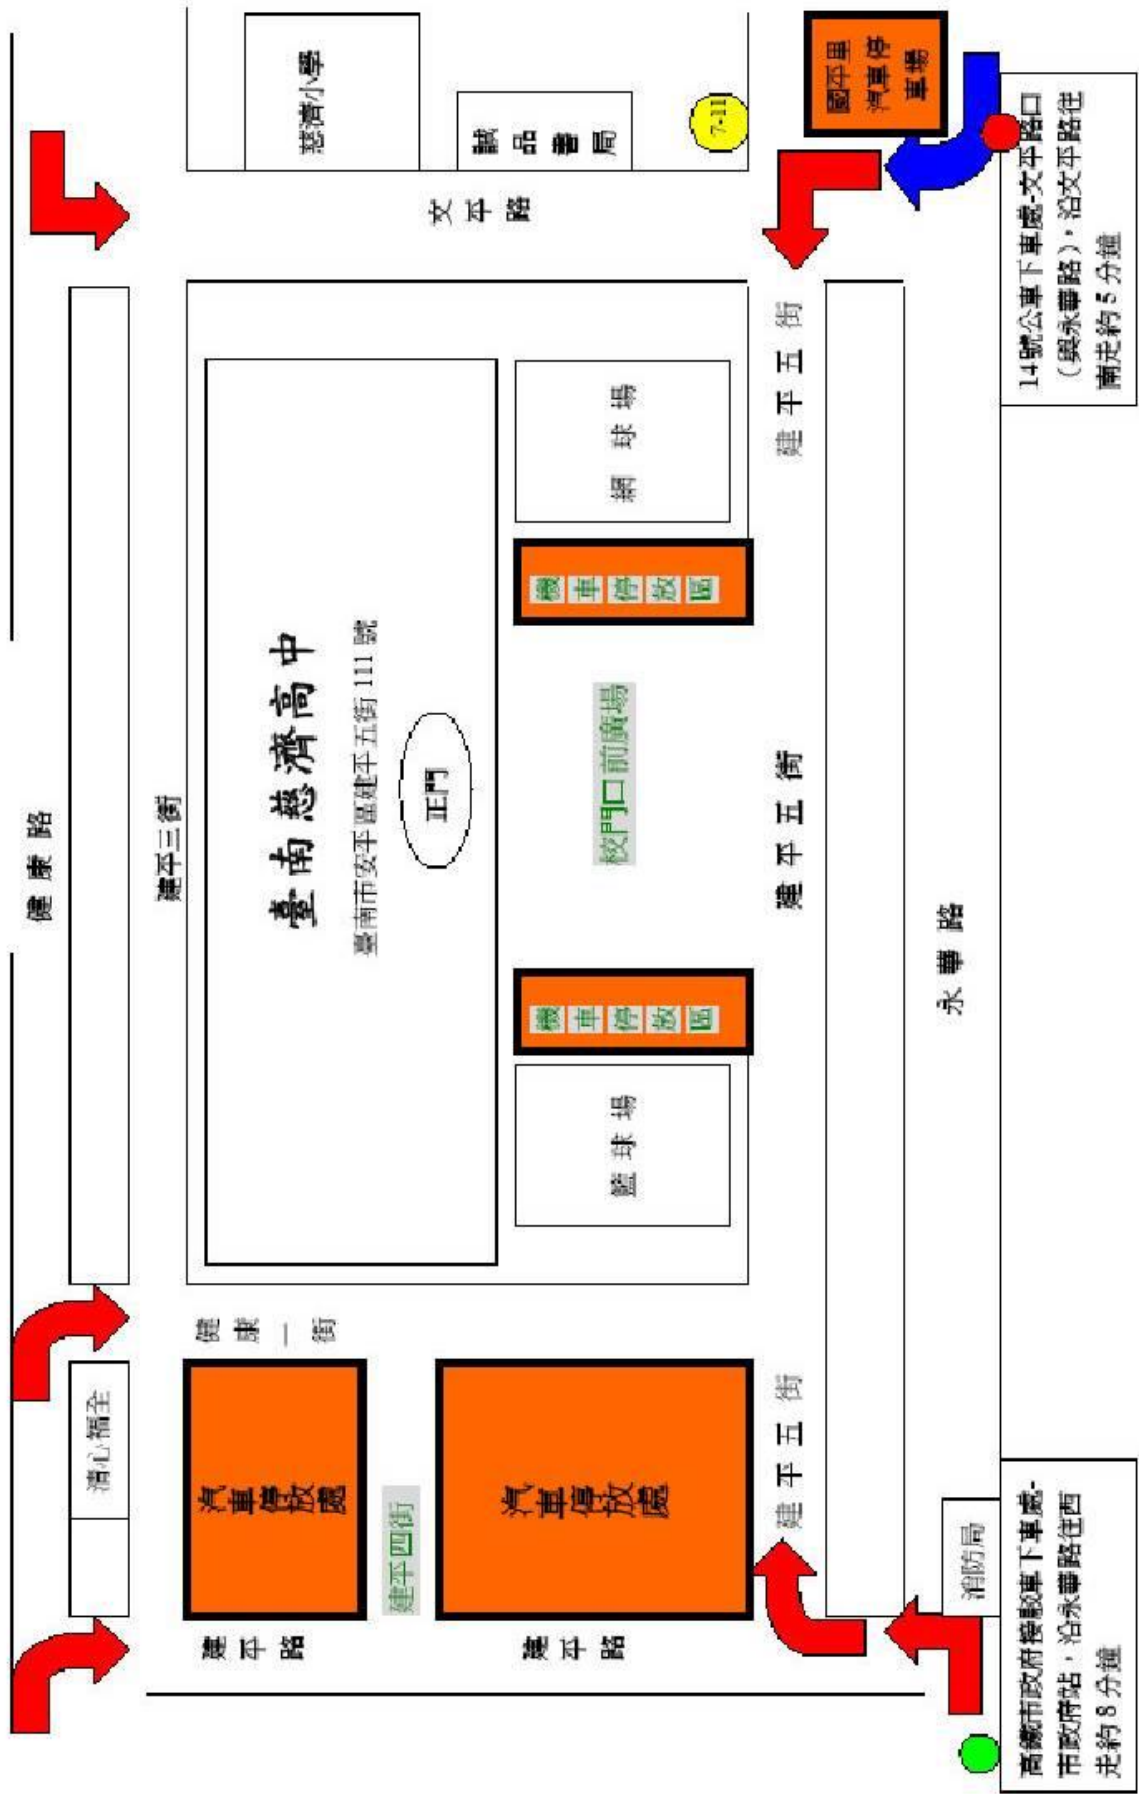 健康路
清心福全
建平三街
慈濟小學
臺南慈濟高中
臺南市安平區建平五街 111 號
正門
健康一街
汽車停放處
建平路
建平四街
文平路
誠品書局
7-11
汽車停放處
建平路
籃球場
機車停放區
校門口前廣場
機車停放區
網球場
建平五街
建平五街
建平五街
國平里
汽車停
車場
永華路
消防局
高鐵市政府接駁車下車處-
市政府站，沿永華路往西
走約 8 分鐘
14 號公車下車處-文平路口
（與永華路），沿文平路往
南走約 5 分鐘